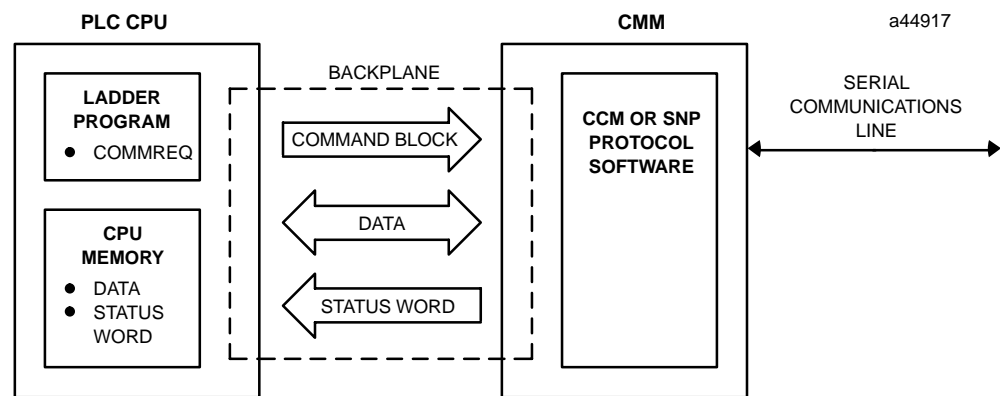 PLC CPU
CMM
a44917
BACKPLANE
LADDER
PROGRAM
● COMMREQ
CPU
MEMORY
● DATA
● STATUS
WORD
COMMAND BLOCK
DATA
STATUS WORD
CCM OR SNP
PROTOCOL
SOFTWARE
SERIAL
COMMUNICATIONS
LINE